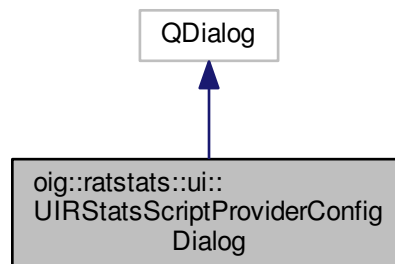 QDialog
oig::ratstats::ui::
UIRStatsScriptProviderConfig
Dialog